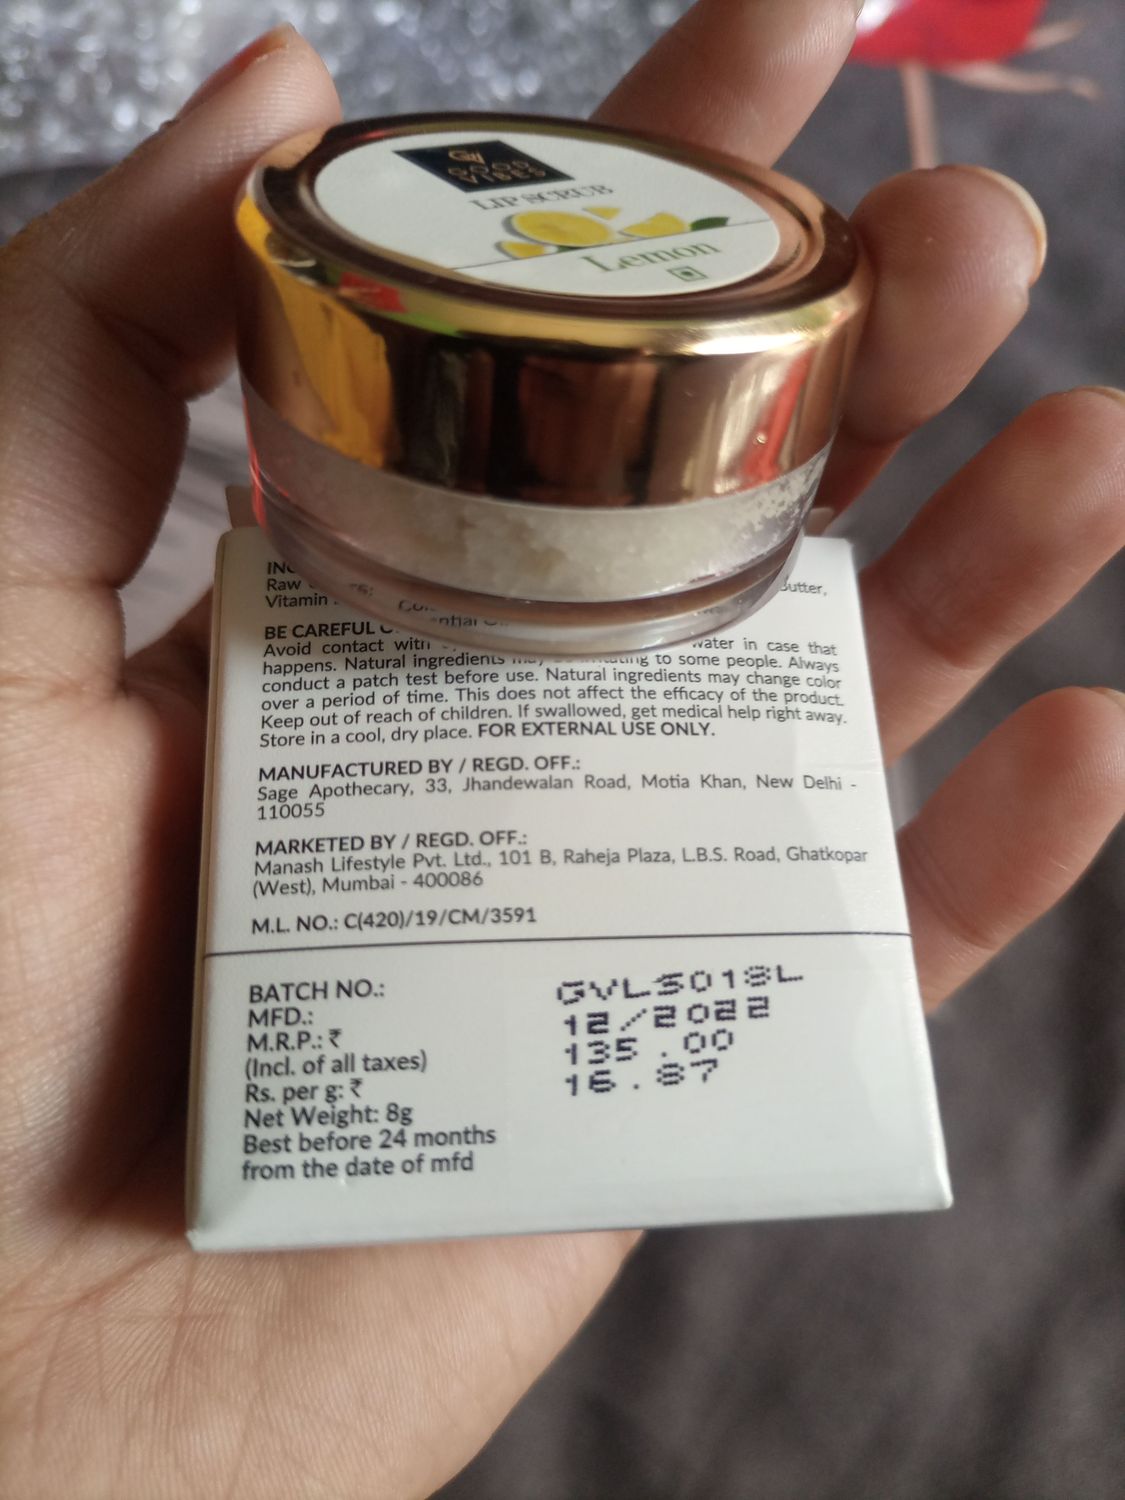 GOOD
VIBES
LIP SCRUB
Lemon
Raw
Vitamin
utter,
BE CAREFUL
Avoid contact with water in case that
happens. Natural ingredients may be irritating to some people. Always
conduct a patch test before use. Natural ingredients may change color
over a period of time. This does not affect the efficacy of the product.
Keep out of reach of children. If swallowed, get medical help right away.
Store in a cool, dry place. FOR EXTERNAL USE ONLY.
MANUFACTURED BY / REGD. OFF.:
Sage Apothecary, 33, Jhandewalan Road, Motia Khan, New Delhi -
110055
MARKETED BY / REGD. OFF.:
Manash Lifestyle Pvt. Ltd., 101 B, Raheja Plaza, L.B.S. Road, Ghatkopar
(West), Mumbai - 400086
M.L. NO.: C(420)/19/CM/3591
BATCH NO.: GVLS019L
MFD.: 12/2022
M.R.P.: ₹ 135.00
(Incl. of all taxes)
Rs. per g: ₹ 16.87
Net Weight: 8g
Best before 24 months
from the date of mfd